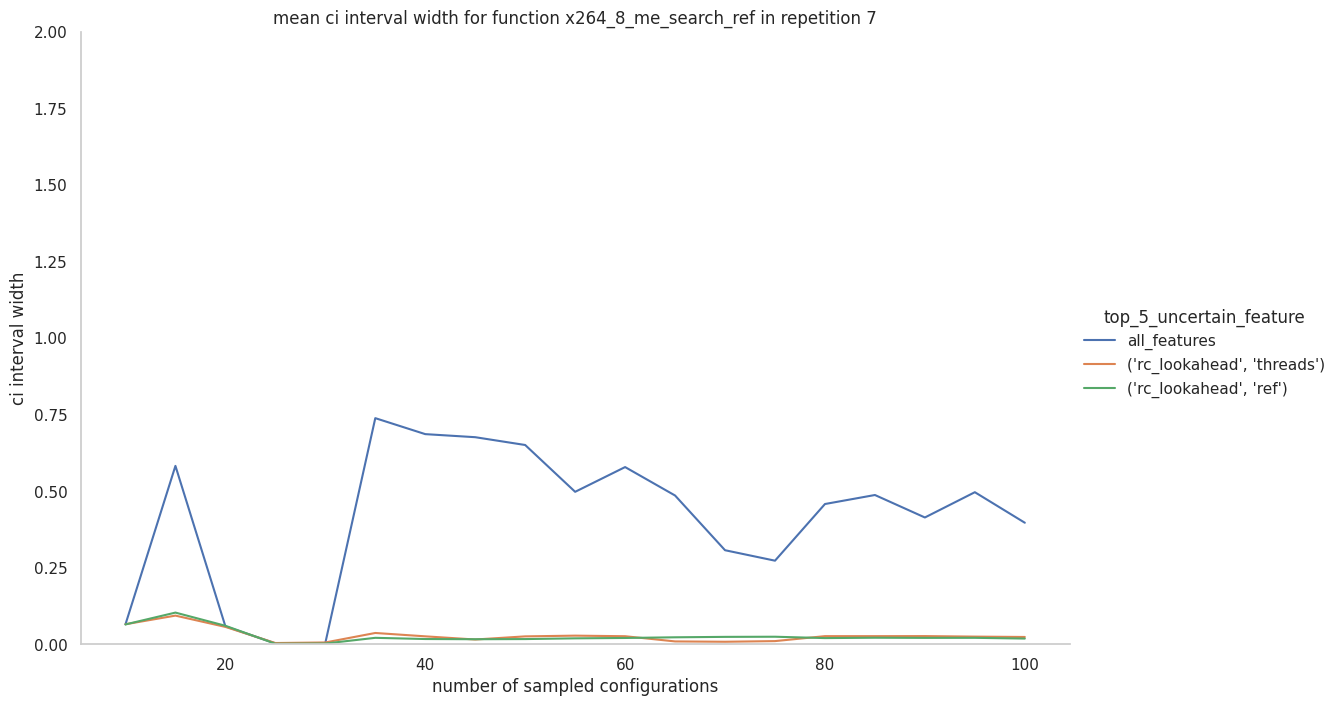 mean ci interval width for function x264_8_me_search_ref in repetition 7
2.00
1.75
1.50
1.25
1.00
0.75
0.50
0.25
0.00
ci interval width
20
40
60
80
100
number of sampled configurations
top_5_uncertain_feature
all_features
('rc_lookahead', 'threads')
('rc_lookahead', 'ref')